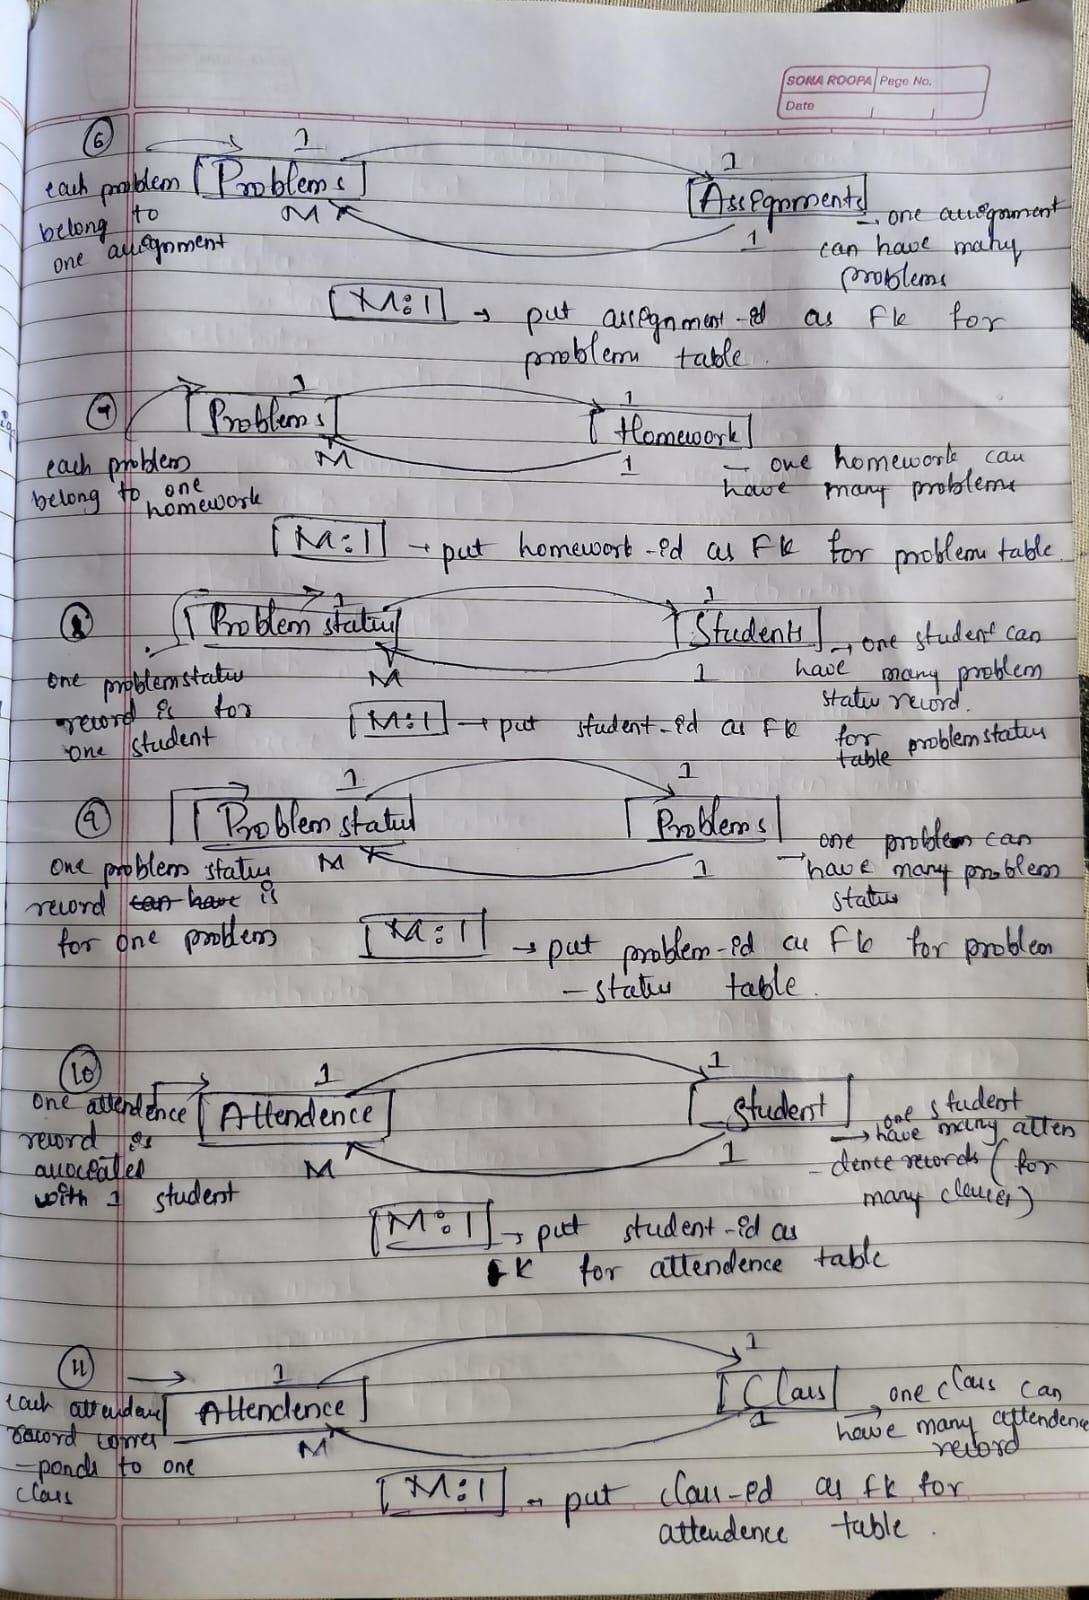 SONA ROOPA Page No.
Date
6
1
1
each problem [Problems]
[Assignments]
belong to
M
1
one assignment
→ one assignment
can have many
problems
[M:1] → put assignment-id as Fk for
problem table.
7
1
1
[Problems]
[Homework]
each problem
M
1
belong to one
homework
— one homework can
have many problems
[M:1] → put homework-id as FK for problem table
8
1
1
[Problem status]
[Students]
→ one student can
have many problem
status record.
one problem status
M
1
record is for
one student
[M:1] → put student-id as FK for
table problem status
9
1
1
[Problem status
[Problems]
M
1
one problem status
record can have is
for one problem
→ one problem can
have many problem
status
[M:1] → put problem-id as Fk for problem
- status table.
10
1
1
one attendence [Attendence]
[Student]
record is
M
1
associated
with 1 student
one student
→ have many atten
- dence records (for
many classes)
[M:1] → put student-id as
FK for attendence table
11
1
1
[Attendence]
[Class]
M
1
each attendence
record corres
- ponds to one
class
one class can
→ have many attendence
record
[M:1] → put class-id as fk for
attendence table.